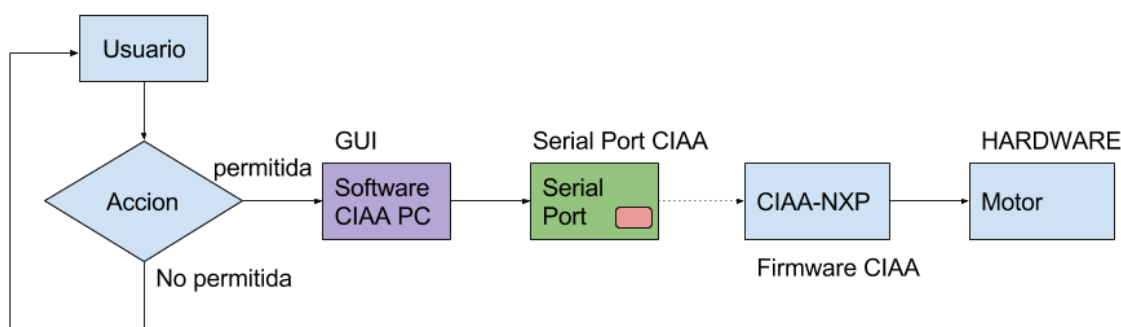 Usuario
GUI
Serial Port CIAA
HARDWARE
permitida
Accion
Software
CIAA PC
Serial
Port
CIAA-NXP
Motor
No permitida
Firmware CIAA